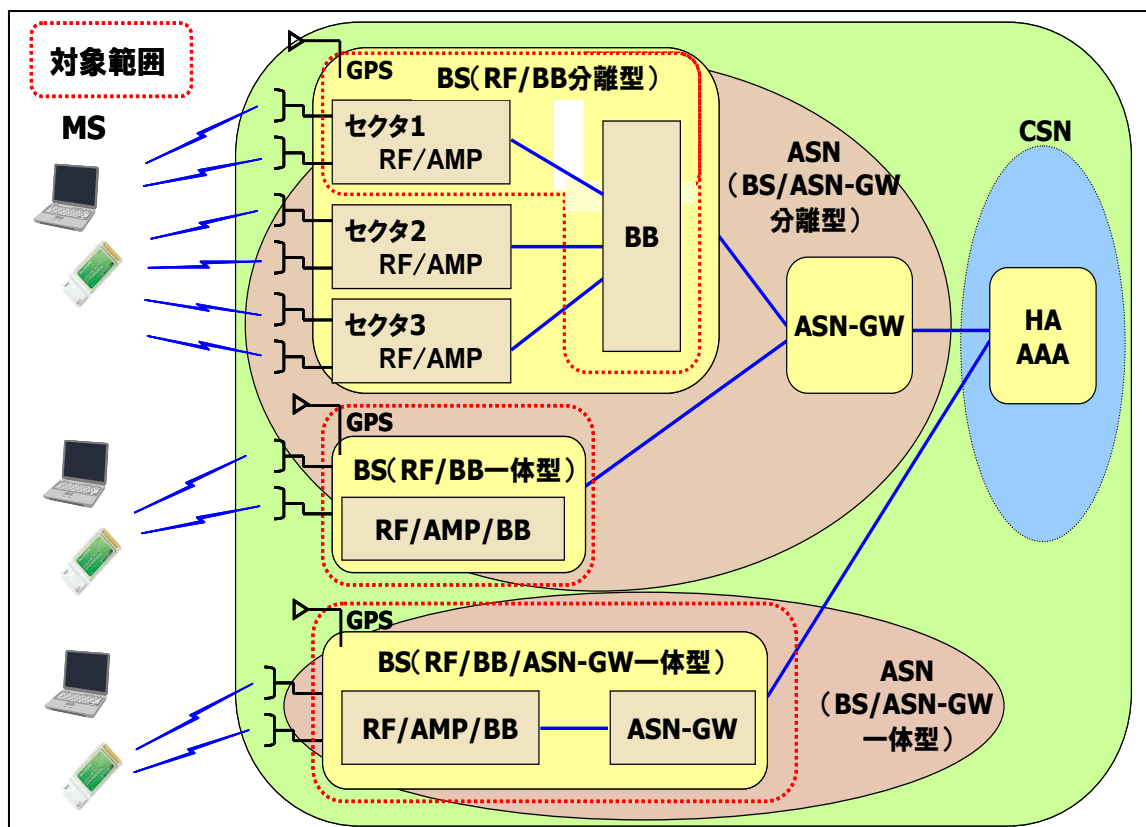 対象範囲
MS
GPS
BS(RF/BB分離型)
セクタ1
RF/AMP
セクタ2
RF/AMP
セクタ3
RF/AMP
BB
ASN
(BS/ASN-GW
分離型)
CSN
ASN-GW
HA
AAA
GPS
BS(RF/BB一体型)
RF/AMP/BB
GPS
BS(RF/BB/ASN-GW一体型)
RF/AMP/BB
ASN-GW
ASN
(BS/ASN-GW
一体型)